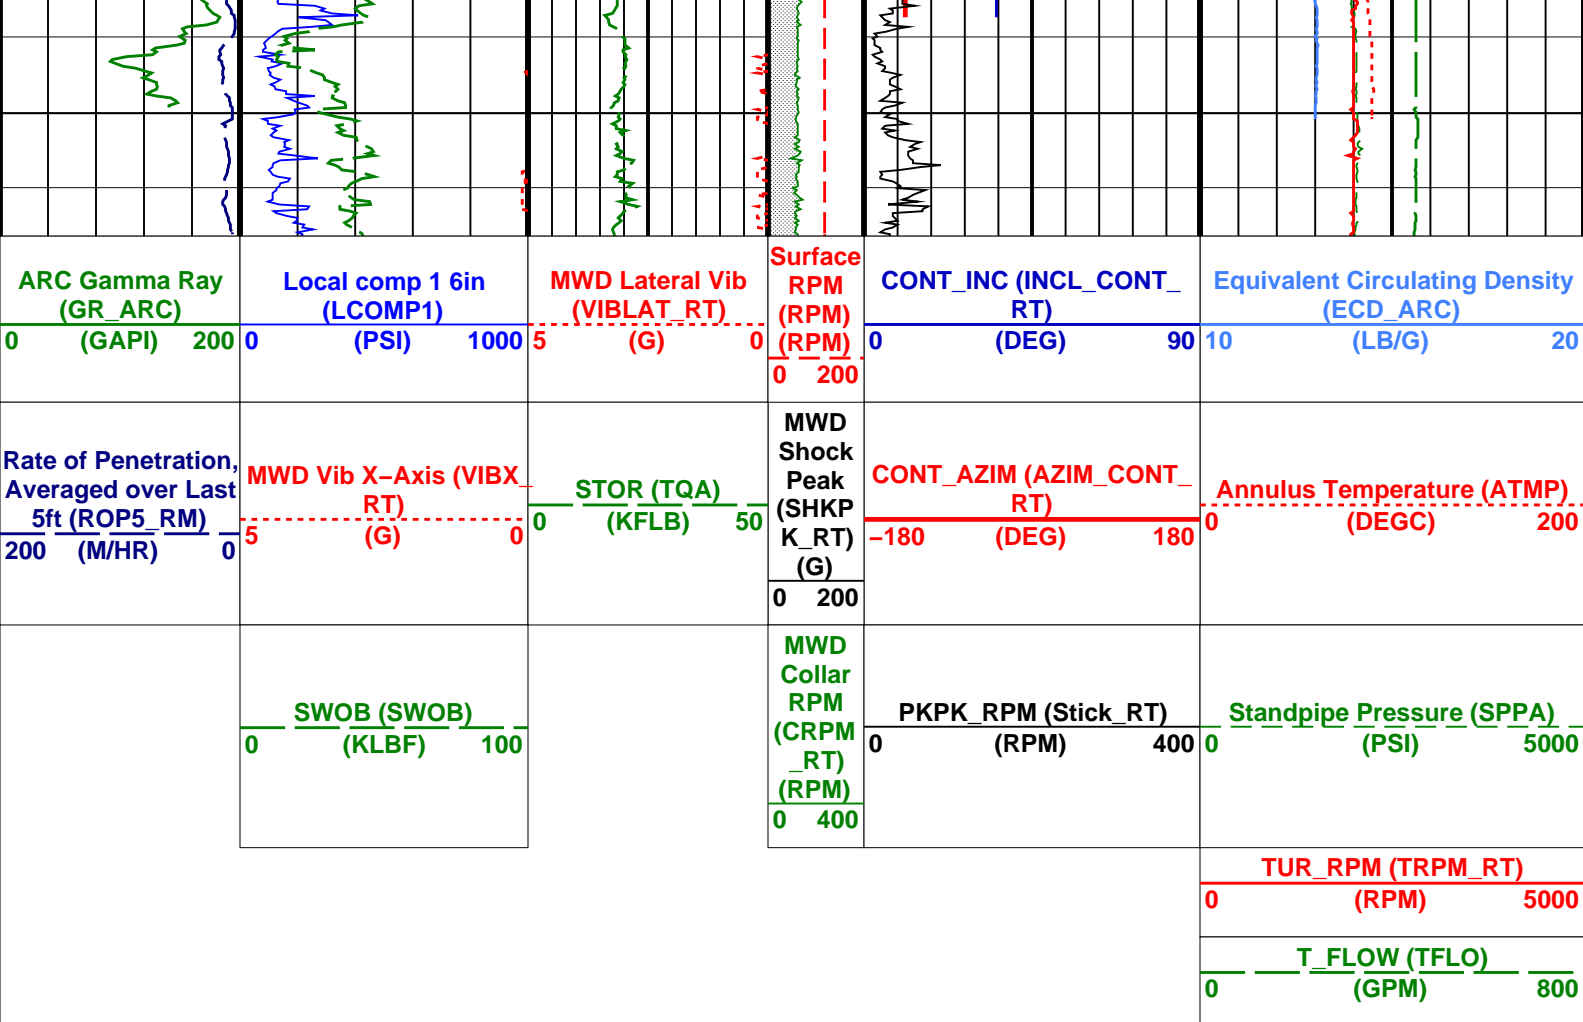 ARC Gamma Ray
(GR_ARC)
0 (GAPI) 200
Local comp 1 6in
(LCOMP1)
0 (PSI) 1000
MWD Lateral Vib
(VIBLAT_RT)
5 (G) 0
Surface
RPM
(RPM)
(RPM)
0 200
CONT_INC (INCL_CONT_
RT)
0 (DEG) 90
Equivalent Circulating Density
(ECD_ARC)
10 (LB/G) 20
Rate of Penetration,
Averaged over Last
5ft (ROP5_RM)
200 (M/HR) 0
MWD Vib X−Axis (VIBX_
RT)
5 (G) 0
STOR (TQA)
0 (KFLB) 50
MWD
Shock
Peak
(SHKP
K_RT)
(G)
0 200
CONT_AZIM (AZIM_CONT_
RT)
−180 (DEG) 180
Annulus Temperature (ATMP)
0 (DEGC) 200
SWOB (SWOB)
0 (KLBF) 100
MWD
Collar
RPM
(CRPM
_RT)
(RPM)
0 400
PKPK_RPM (Stick_RT)
0 (RPM) 400
Standpipe Pressure (SPPA)
0 (PSI) 5000
TUR_RPM (TRPM_RT)
0 (RPM) 5000
T_FLOW (TFLO)
0 (GPM) 800